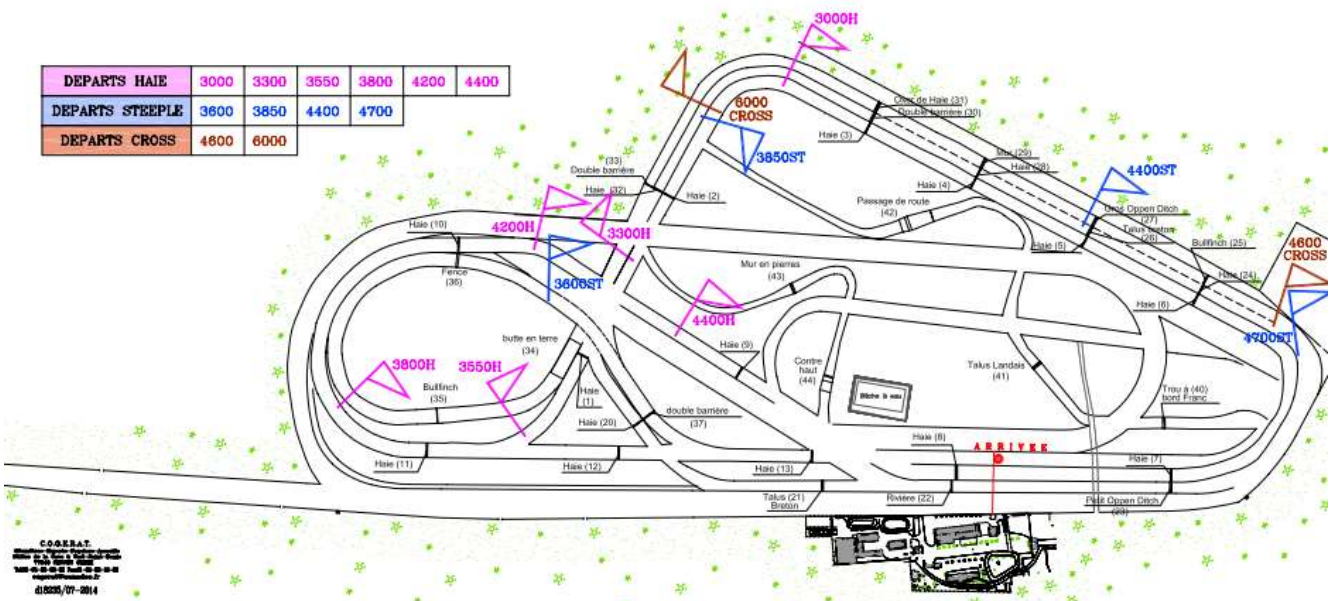 DEPARTS HAIE 3000 3300 3550 3800 4200 4400
DEPARTS STEEPLE 3600 3850 4400 4700
DEPARTS CROSS 4600 6000
3000H
6000
CROSS
3850ST
Oxer de Haie (31)
Double barrière (30)
Haie (3)
Mur (29)
Haie (28)
Haie (4)
4400ST
Gros Oppen Ditch
(27)
Talus breton
(26)
Haie (5)
Bullfinch (25)
Haie (24)
Haie (6)
4600
CROSS
4700ST
(33)
Double barrière
Haie (32)
Haie (2)
Passage de route
(42)
4200H
3300H
3600ST
Haie (10)
Fence
(36)
Mur en pierres
(43)
4400H
Haie (9)
butte en terre
(34)
3550H
3800H
Bullfinch
(35)
Haie
(1)
Haie (20)
double barrière
(37)
Contre
haut
(44)
Bâche à eau
Talus Landais
(41)
Trou à (40)
bord Franc
Haie (8)
ARRIVEE
Haie (7)
Haie (11)
Haie (12)
Haie (13)
Talus (21)
Breton
Rivière (22)
Petit Oppen Ditch
(23)
C.O.G.E.R.A.T.
d18235/07-2014